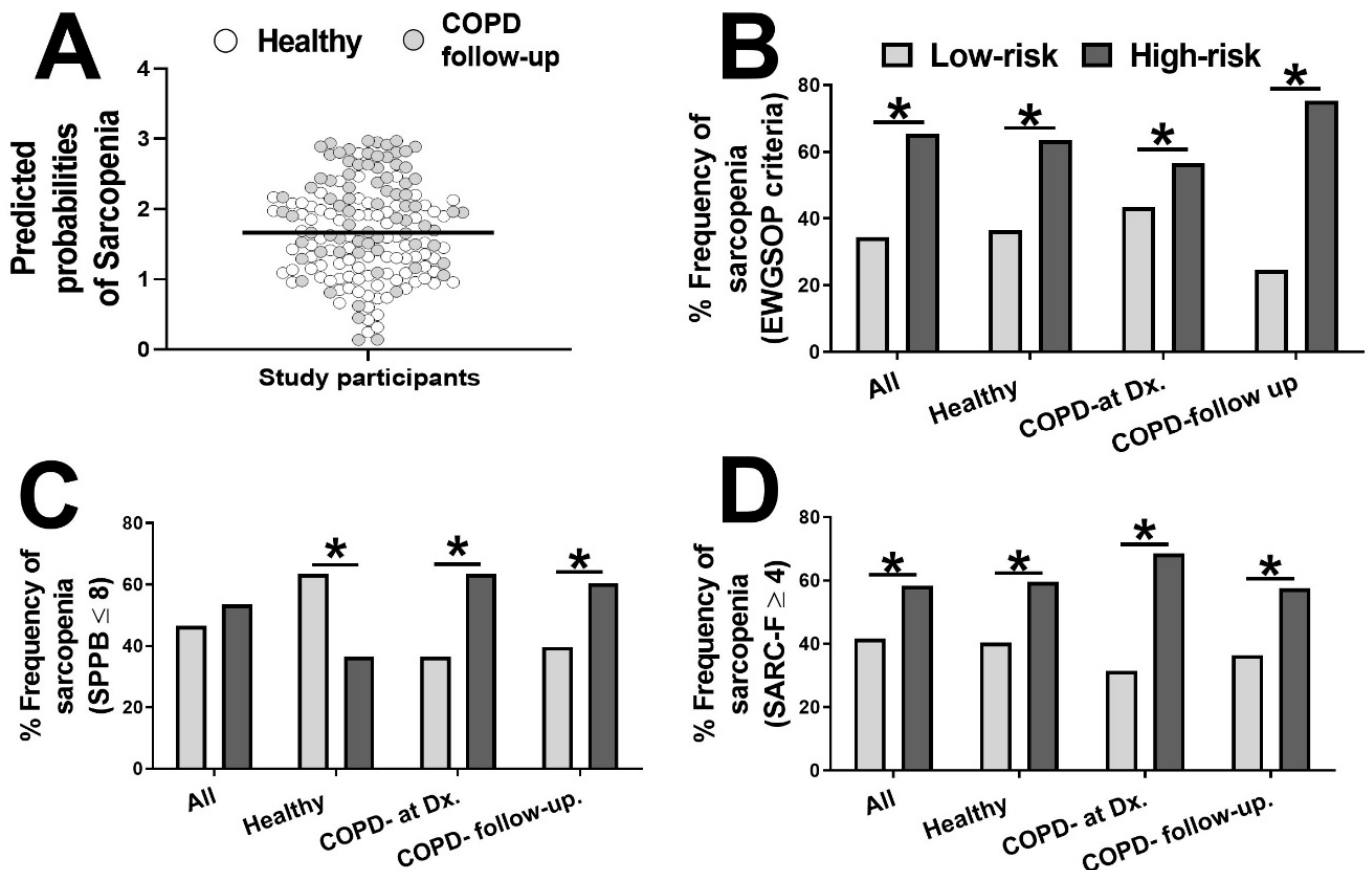 A
Healthy
COPD
follow-up
Predicted
probabilities
of Sarcopenia
4
3
2
1
0
Study participants
B
Low-risk
High-risk
% Frequency of
sarcopenia
(EWGSOP criteria)
80
60
40
20
0
*
*
*
*
All
Healthy
COPD-at Dx.
COPD-follow up
C
% Frequency of
sarcopenia
(SPPB ≤ 8)
80
60
40
20
0
*
*
*
All
Healthy
COPD- at Dx.
COPD- follow-up.
D
% Frequency of
sarcopenia
(SARC-F ≥ 4)
80
60
40
20
0
*
*
*
*
All
Healthy
COPD- at Dx.
COPD- follow-up.